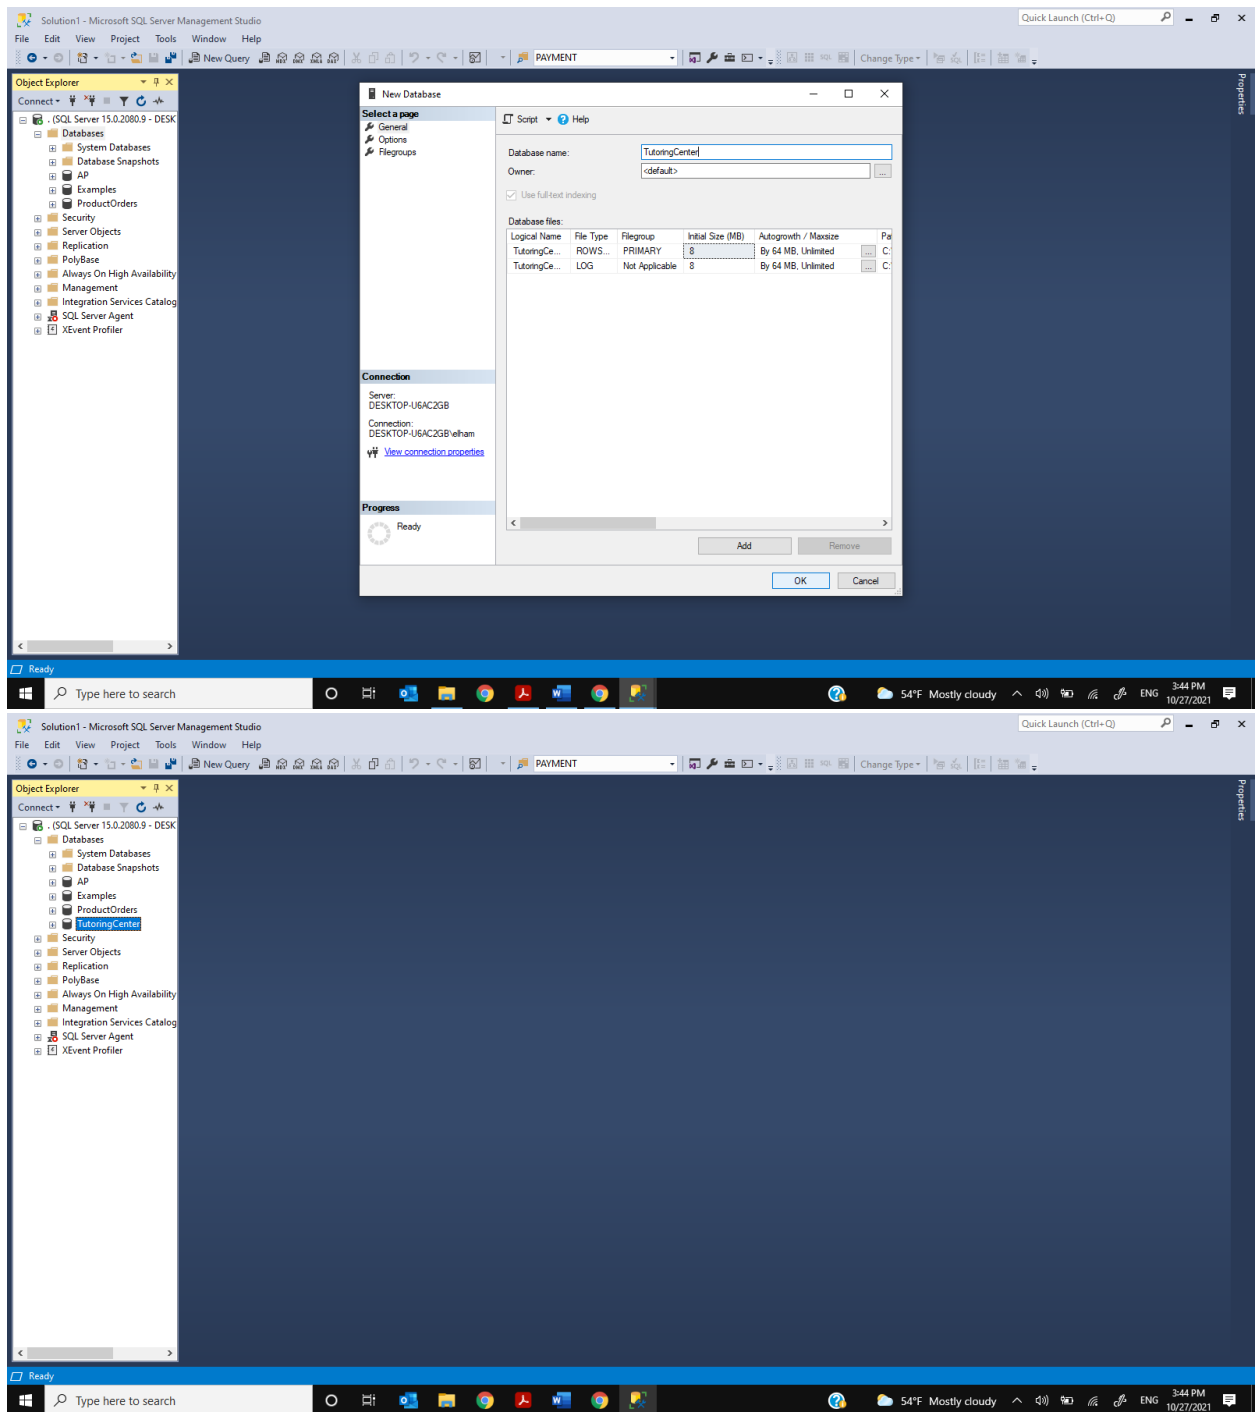 Solution1 - Microsoft SQL Server Management Studio
Quick Launch (Ctrl+Q)
File Edit View Project Tools Window Help
New Query PAYMENT Change Type
Object Explorer
Connect
. (SQL Server 15.0.2080.9 - DESK
Databases
System Databases
Database Snapshots
AP
Examples
ProductOrders
Security
Server Objects
Replication
PolyBase
Always On High Availability
Management
Integration Services Catalog
SQL Server Agent
XEvent Profiler
Properties
New Database
Select a page
General
Options
Filegroups
Script Help
Database name: TutoringCenter
Owner: <default>
...
Use full-text indexing
Database files:
Logical Name File Type Filegroup Initial Size (MB) Autogrowth / Maxsize Pa
TutoringCe... ROWS... PRIMARY 8 By 64 MB, Unlimited ... C:
TutoringCe... LOG Not Applicable 8 By 64 MB, Unlimited ... C:
Connection
Server:
DESKTOP-U6AC2GB
Connection:
DESKTOP-U6AC2GB\elham
View connection properties
Progress
Ready
Add Remove
OK Cancel
Ready
Type here to search
54°F Mostly cloudy ENG 3:44 PM
10/27/2021
Solution1 - Microsoft SQL Server Management Studio
Quick Launch (Ctrl+Q)
File Edit View Project Tools Window Help
New Query PAYMENT Change Type
Object Explorer
Connect
. (SQL Server 15.0.2080.9 - DESK
Databases
System Databases
Database Snapshots
AP
Examples
ProductOrders
TutoringCenter
Security
Server Objects
Replication
PolyBase
Always On High Availability
Management
Integration Services Catalog
SQL Server Agent
XEvent Profiler
Properties
Ready
Type here to search
54°F Mostly cloudy ENG 3:44 PM
10/27/2021